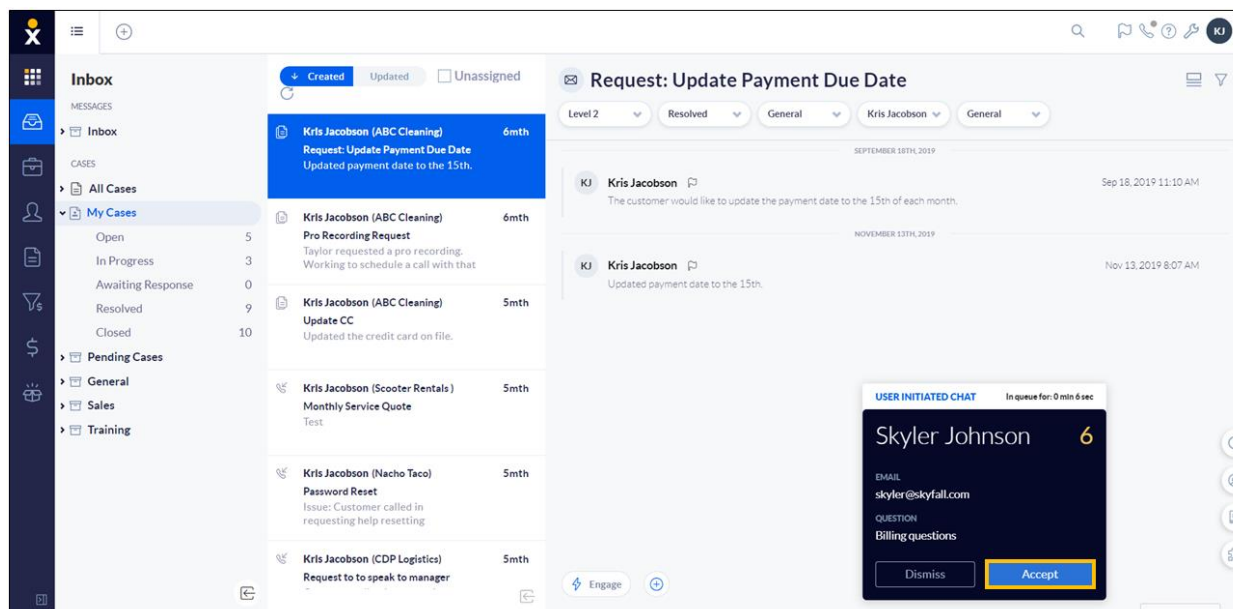 KJ
Inbox
MESSAGES
Inbox
CASES
All Cases
My Cases
Open 5
In Progress 3
Awaiting Response 0
Resolved 9
Closed 10
Pending Cases
General
Sales
Training
Created Updated Unassigned
Kris Jacobson (ABC Cleaning) 6mth
Request: Update Payment Due Date
Updated payment date to the 15th.
Kris Jacobson (ABC Cleaning) 6mth
Pro Recording Request
Taylor requested a pro recording.
Working to schedule a call with that
Kris Jacobson (ABC Cleaning) 5mth
Update CC
Updated the credit card on file.
Kris Jacobson (Scooter Rentals ) 5mth
Monthly Service Quote
Test
Kris Jacobson (Nacho Taco) 5mth
Password Reset
Issue: Customer called in
requesting help resetting
Kris Jacobson (CDP Logistics) 5mth
Request to to speak to manager
Request: Update Payment Due Date
Level 2 Resolved General Kris Jacobson General
SEPTEMBER 18TH, 2019
KJ Kris Jacobson Sep 18, 2019 11:10 AM
The customer would like to update the payment date to the 15th of each month.
NOVEMBER 13TH, 2019
KJ Kris Jacobson Nov 13, 2019 8:07 AM
Updated payment date to the 15th.
USER INITIATED CHAT In queue for: 0 min 6 sec
Skyler Johnson 6
EMAIL
skyler@skyfall.com
QUESTION
Billing questions
Dismiss Accept
Engage